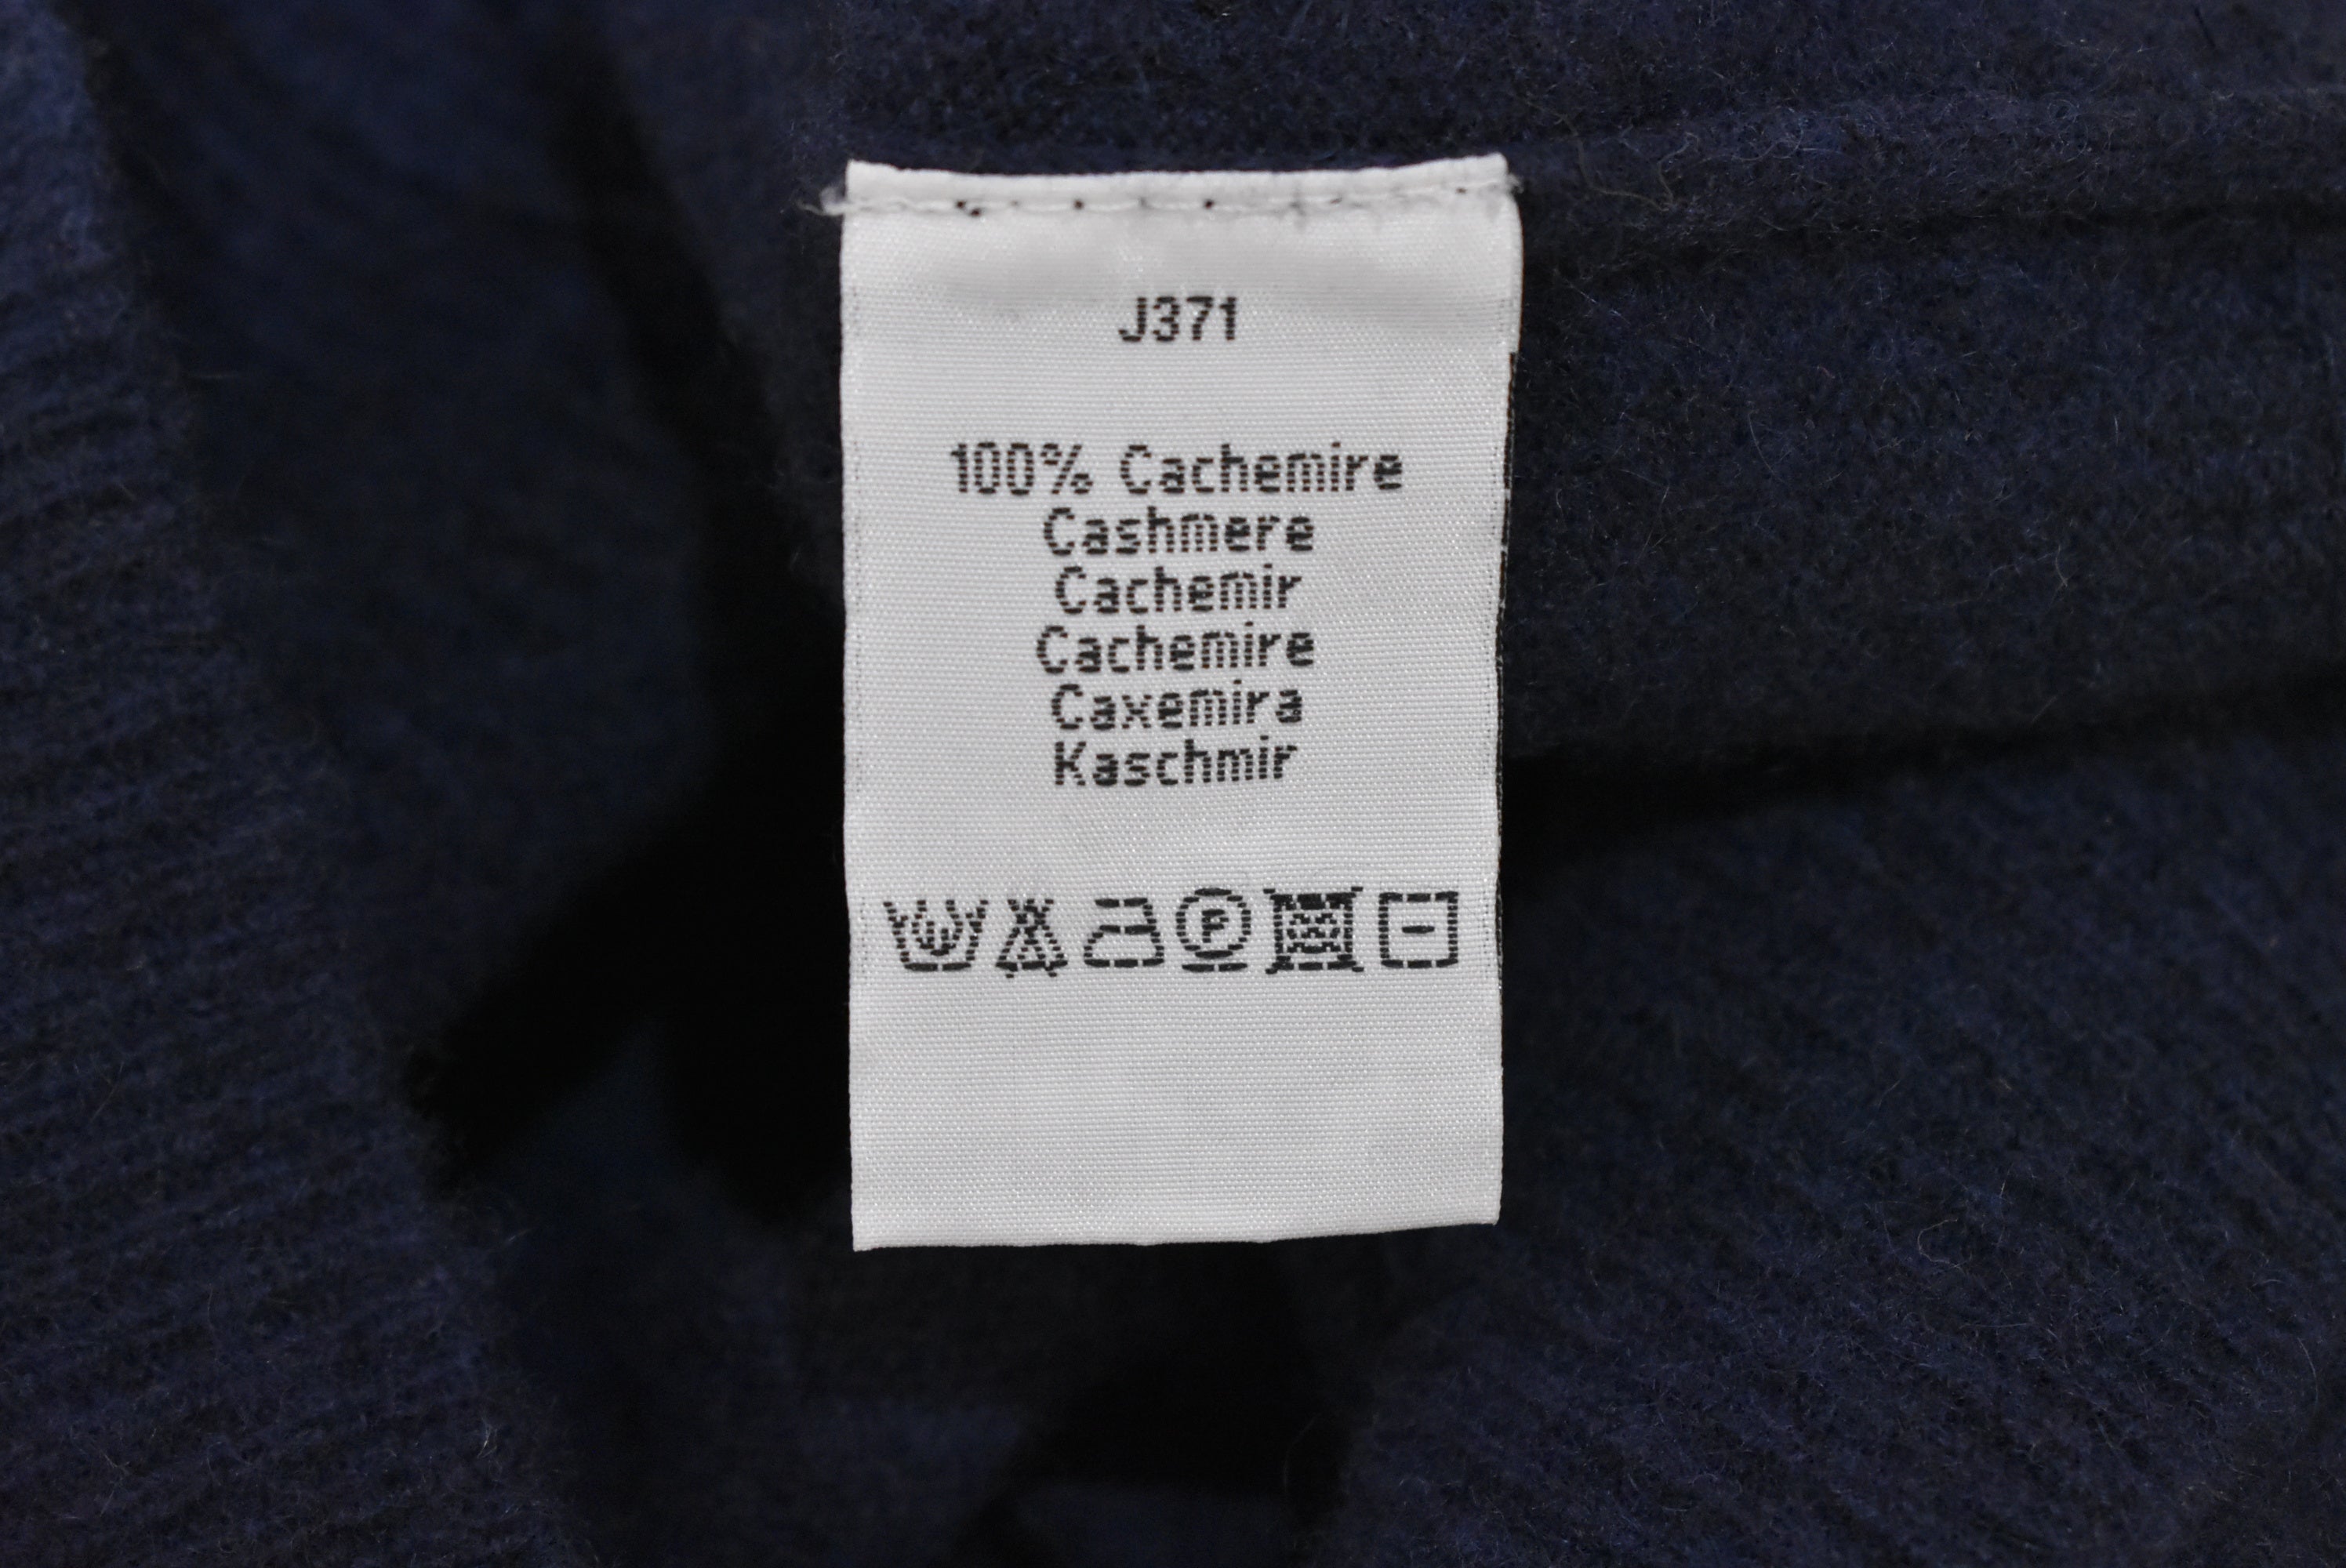 J371
100% Cachemire
Cashmere
Cachemir
Cachemire
Caxemira
Kaschmir
P